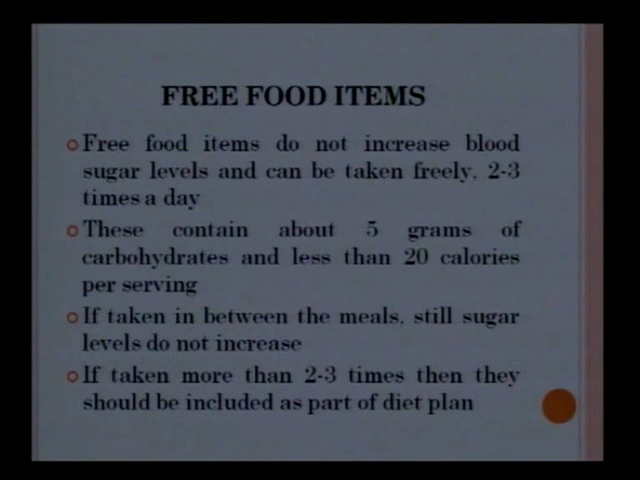 FREE FOOD ITEMS
Free food items do not increase blood
sugar levels and can be taken freely, 2-3
times a day
These contain about 5 grams of
carbohydrates and less than 20 calories
per serving
If taken in between the meals, still sugar
levels do not increase
If taken more than 2-3 times then they
should be included as part of diet plan